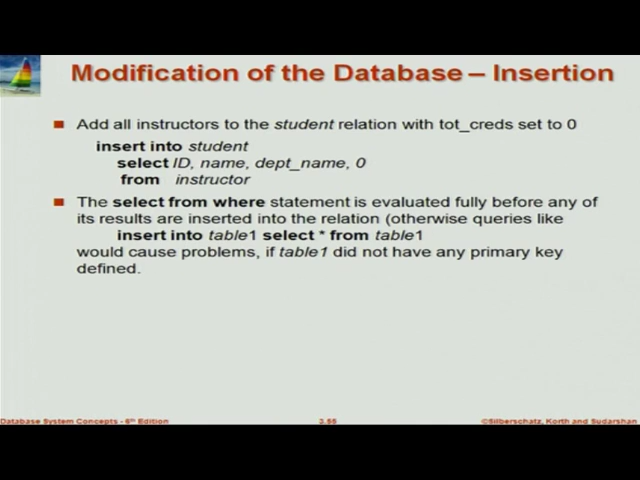 Modification of the Database – Insertion
Add all instructors to the student relation with tot_creds set to 0
insert into student
select ID, name, dept_name, 0
from instructor
The select from where statement is evaluated fully before any of
its results are inserted into the relation (otherwise queries like
insert into table1 select * from table1
would cause problems, if table1 did not have any primary key
defined.
Database System Concepts - 6th Edition
3.55
©Silberschatz, Korth and Sudarshan